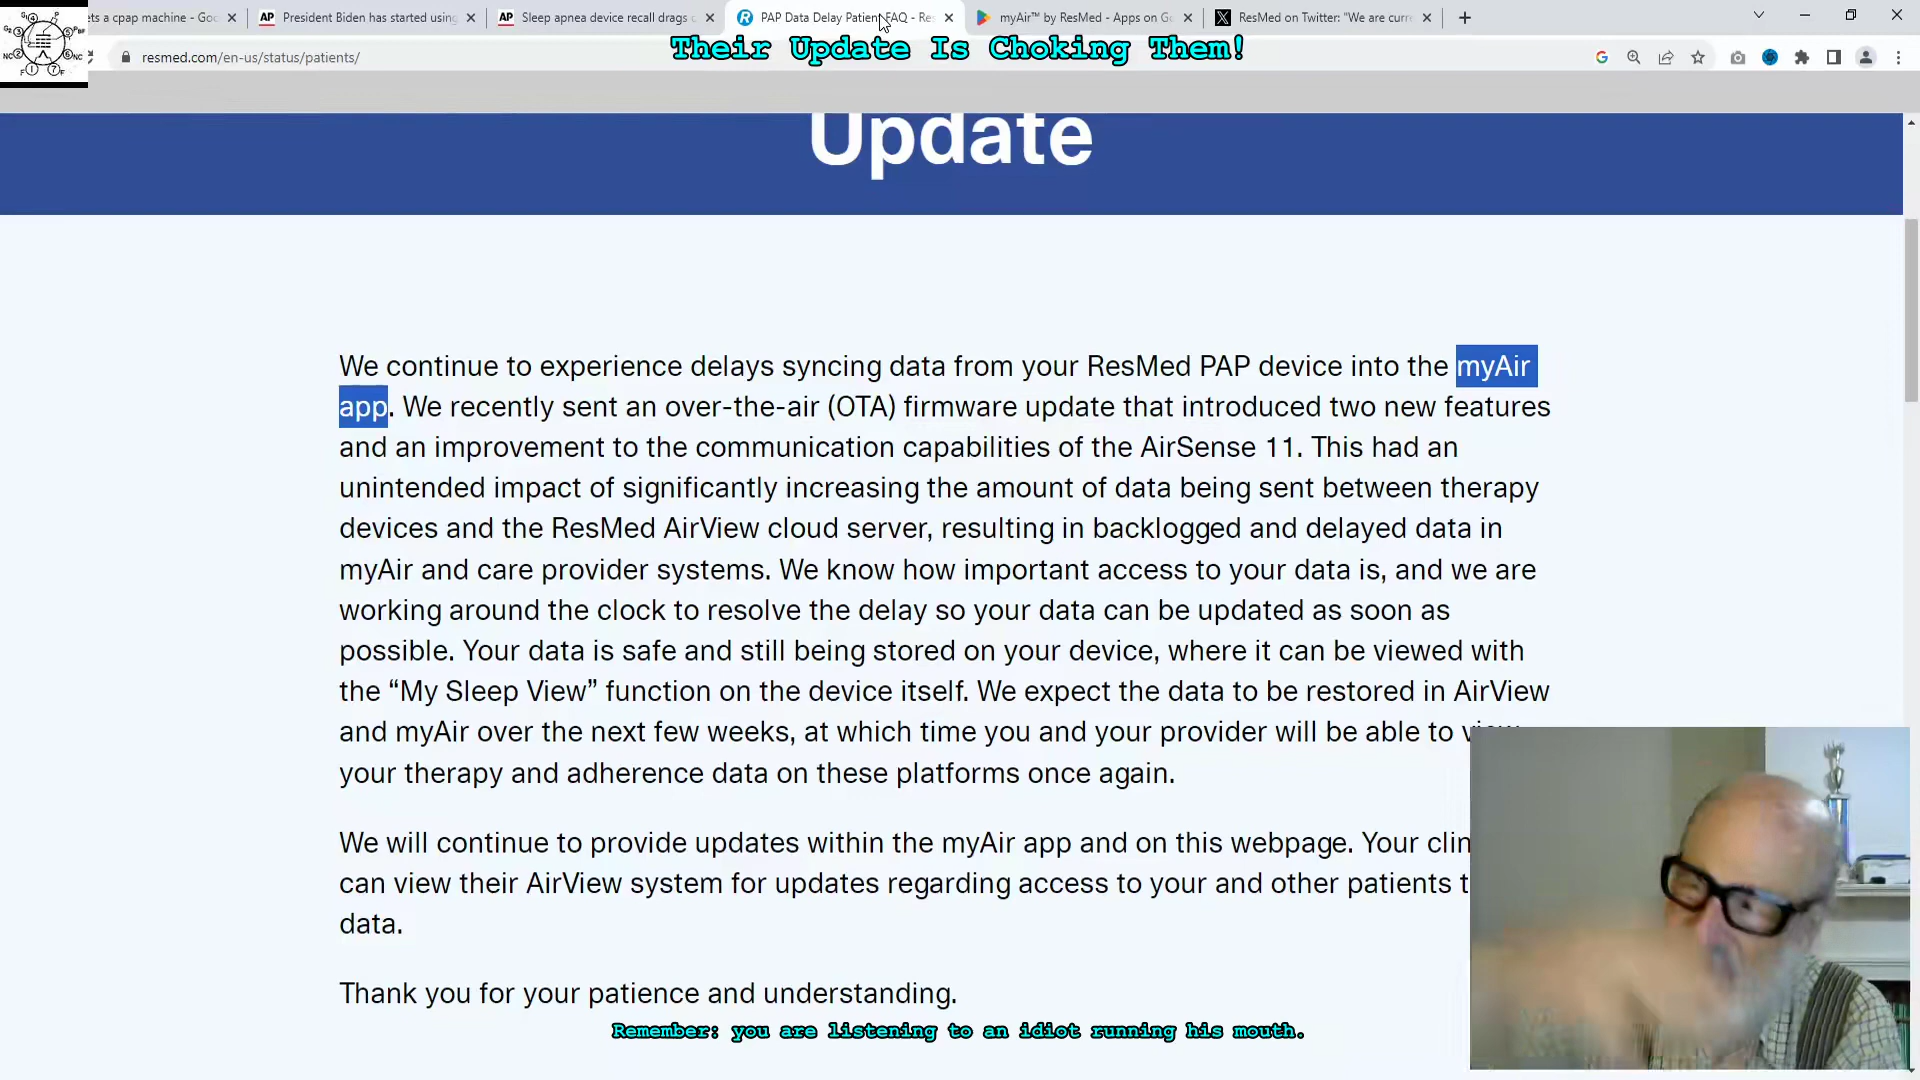 ets a cpap machine - Goo
President Biden has started using
Sleep apnea device recall drags o
PAP Data Delay Patient FAQ - Res
myAir™ by ResMed - Apps on Go
ResMed on Twitter: "We are curre
Their Update Is Choking Them!
resmed.com/en-us/status/patients/
Update
We continue to experience delays syncing data from your ResMed PAP device into the myAir
app. We recently sent an over-the-air (OTA) firmware update that introduced two new features
and an improvement to the communication capabilities of the AirSense 11. This had an
unintended impact of significantly increasing the amount of data being sent between therapy
devices and the ResMed AirView cloud server, resulting in backlogged and delayed data in
myAir and care provider systems. We know how important access to your data is, and we are
working around the clock to resolve the delay so your data can be updated as soon as
possible. Your data is safe and still being stored on your device, where it can be viewed with
the “My Sleep View” function on the device itself. We expect the data to be restored in AirView
and myAir over the next few weeks, at which time you and your provider will be able to view
your therapy and adherence data on these platforms once again.
We will continue to provide updates within the myAir app and on this webpage. Your clin
can view their AirView system for updates regarding access to your and other patients t
data.
Thank you for your patience and understanding.
Remember: you are listening to an idiot running his mouth.